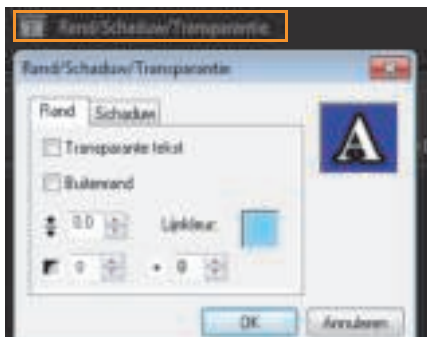 Rand/Schaduw/Transparantie
Rand/Schaduw/Transparantie
Rand Schaduw
A
Transparante tekst
Buitenrand
0.0 Lijnkleur:
0 0
OK Annuleren